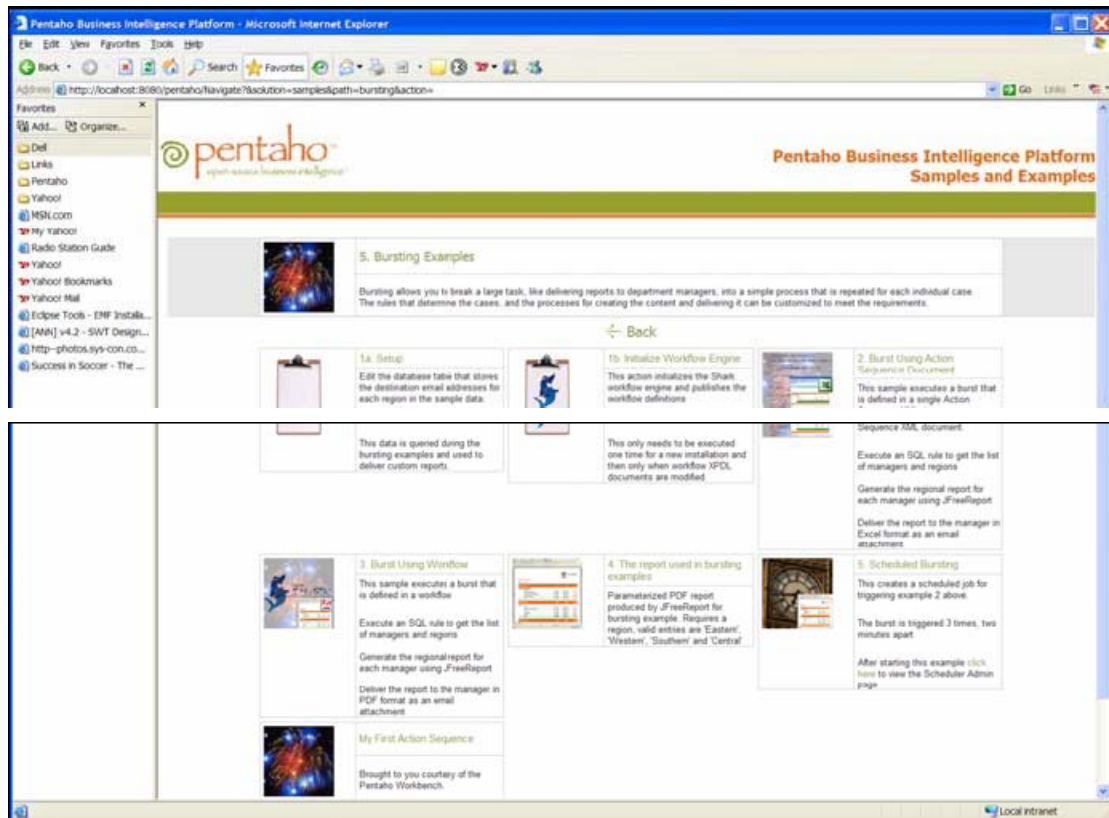 Pentaho Business Intelligence Platform - Microsoft Internet Explorer
File Edit View Favorites Tools Help
Back Search Favorites
Address http://localhost:8080/pentaho/Navigate?&solution=samples&path=bursting&action= Go Links
Favorites
Add... Organize...
Dell
Links
Pentaho
Yahoo!
MSN.com
My Yahoo!
Radio Station Guide
Yahoo!
Yahoo! Bookmarks
Yahoo! Mail
Eclipse Tools - EMF Installa...
[ANN] v4.2 - SWT Design...
http--photos.sys-con.co...
Success in Soccer - The ...
pentaho
open source business intelligence
Pentaho Business Intelligence Platform
Samples and Examples
5. Bursting Examples
Bursting allows you to break a large task, like delivering reports to department managers, into a simple process that is repeated for each individual case.
The rules that determine the cases, and the processes for creating the content and delivering it can be customized to meet the requirements.
Back
1a. Setup
Edit the database table that stores
the destination email addresses for
each region in the sample data.
This data is queried during the
bursting examples and used to
deliver custom reports.
1b. Initialize Workflow Engine
This action initializes the Shark
workflow engine and publishes the
workflow definitions
This only needs to be executed
one time for a new installation and
then only when workflow XPDL
documents are modified
2. Burst Using Action
Sequence Document
This sample executes a burst that
is defined in a single Action
Sequence XML document.
Execute an SQL rule to get the list
of managers and regions
Generate the regional report for
each manager using JFreeReport
Deliver the report to the manager in
Excel format as an email
attachment
3. Burst Using Workflow
This sample executes a burst that
is defined in a workflow
Execute an SQL rule to get the list
of managers and regions
Generate the regional report for
each manager using JFreeReport
Deliver the report to the manager in
PDF format as an email
attachment
4. The report used in bursting
examples
Parameterized PDF report
produced by JFreeReport for
bursting example. Requires a
region, valid entries are 'Eastern',
'Western', 'Southern' and 'Central'
5. Scheduled Bursting
This creates a scheduled job for
triggering example 2 above.
The burst is triggered 3 times, two
minutes apart
After starting this example click
here to view the Scheduler Admin
page
My First Action Sequence
Brought to you courtesy of the
Pentaho Workbench.
Local intranet